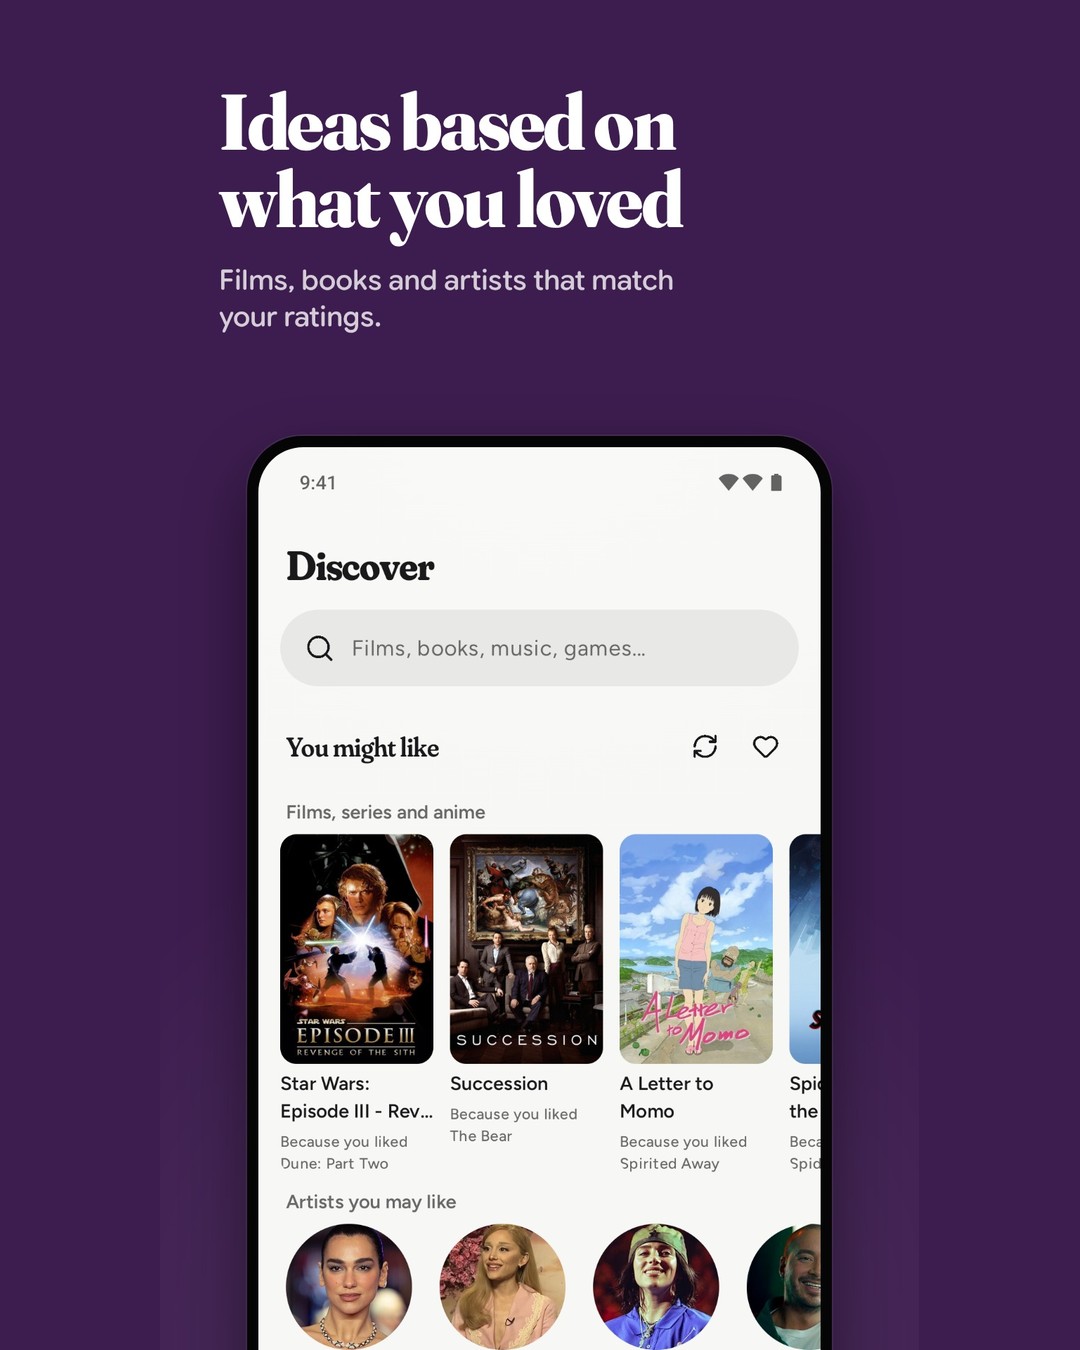 Ideas based on
what you loved
Films, books and artists that match
your ratings.
9:41
Discover
Films, books, music, games...
You might like
Films, series and anime
STAR WARS
EPISODE III
REVENGE OF THE SITH
SUCCESSION
A Letter
to Momo
Star Wars:
Episode III - Rev...
Because you liked
Dune: Part Two
Succession
Because you liked
The Bear
A Letter to
Momo
Because you liked
Spirited Away
the
Artists you may like